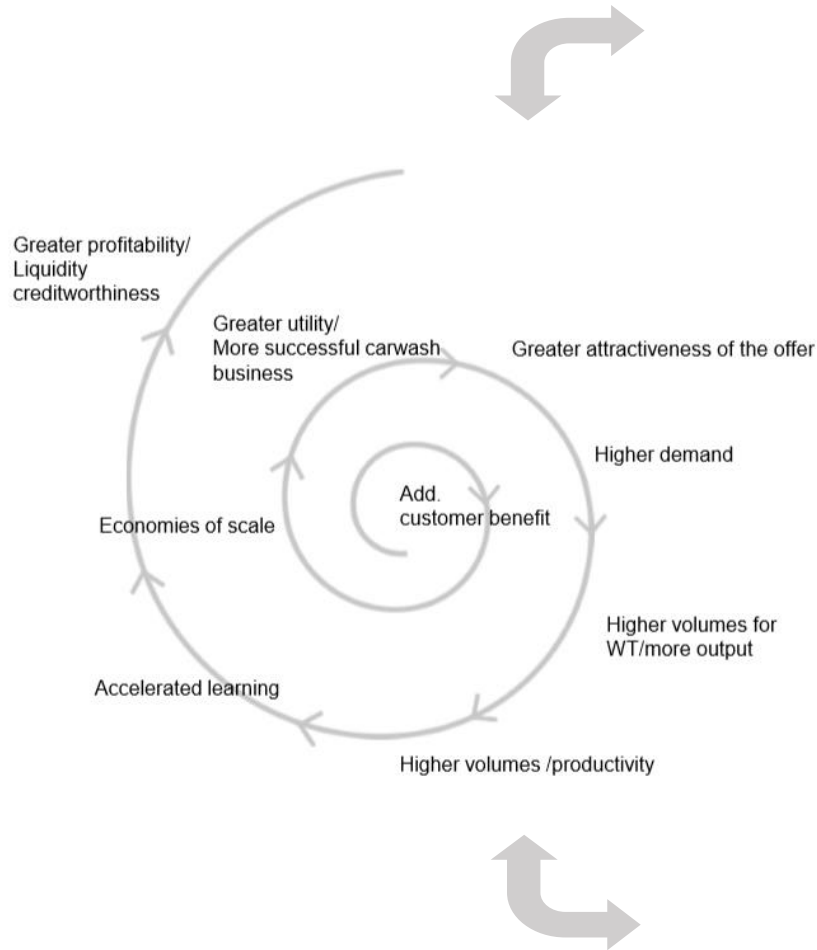 Greater profitability/
Liquidity
creditworthiness
Greater utility/
More successful carwash
business
Greater attractiveness of the offer
Higher demand
Add.
customer benefit
Economies of scale
Higher volumes for
WT/more output
Accelerated learning
Higher volumes /productivity